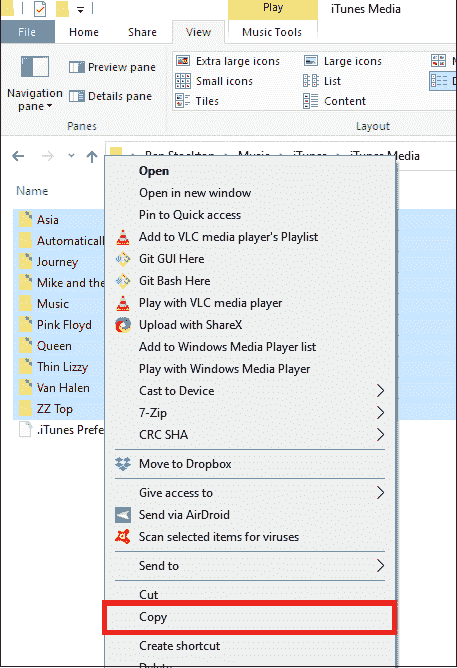 Play
iTunes Media
File
Home
Share
View
Music Tools
Navigation
pane
Preview pane
Details pane
Panes
Extra large icons
Large icons
M
Small icons
List
D
Tiles
Content
Layout
Ben Stockton
Music
iTunes
iTunes Media
Name
Asia
Automaticall
Journey
Mike and the
Music
Pink Floyd
Queen
Thin Lizzy
Van Halen
ZZ Top
.iTunes Prefe
Open
Open in new window
Pin to Quick access
Add to VLC media player's Playlist
Git GUI Here
Git Bash Here
Play with VLC media player
Upload with ShareX
Add to Windows Media Player list
Play with Windows Media Player
Cast to Device
7-Zip
CRC SHA
Move to Dropbox
Give access to
Send via AirDroid
Scan selected items for viruses
Send to
Cut
Copy
Create shortcut
Delete